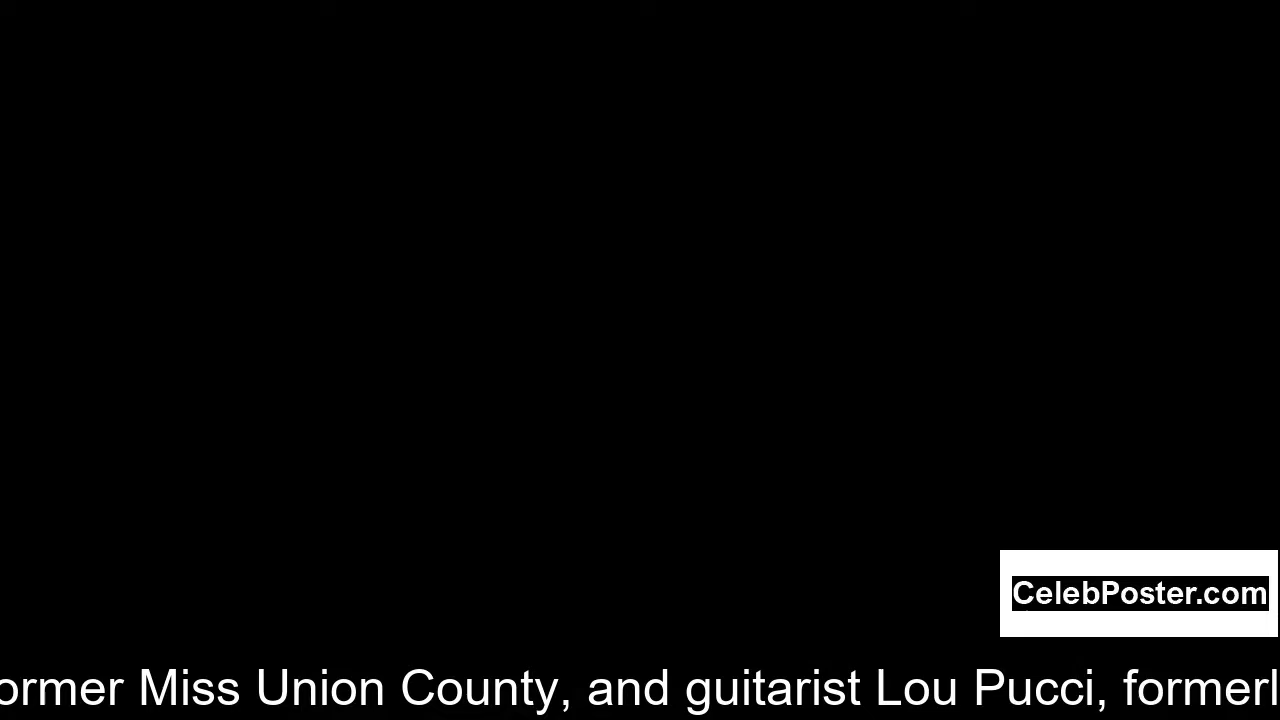 CelebPoster.com
ormer Miss Union County, and guitarist Lou Pucci, formerl